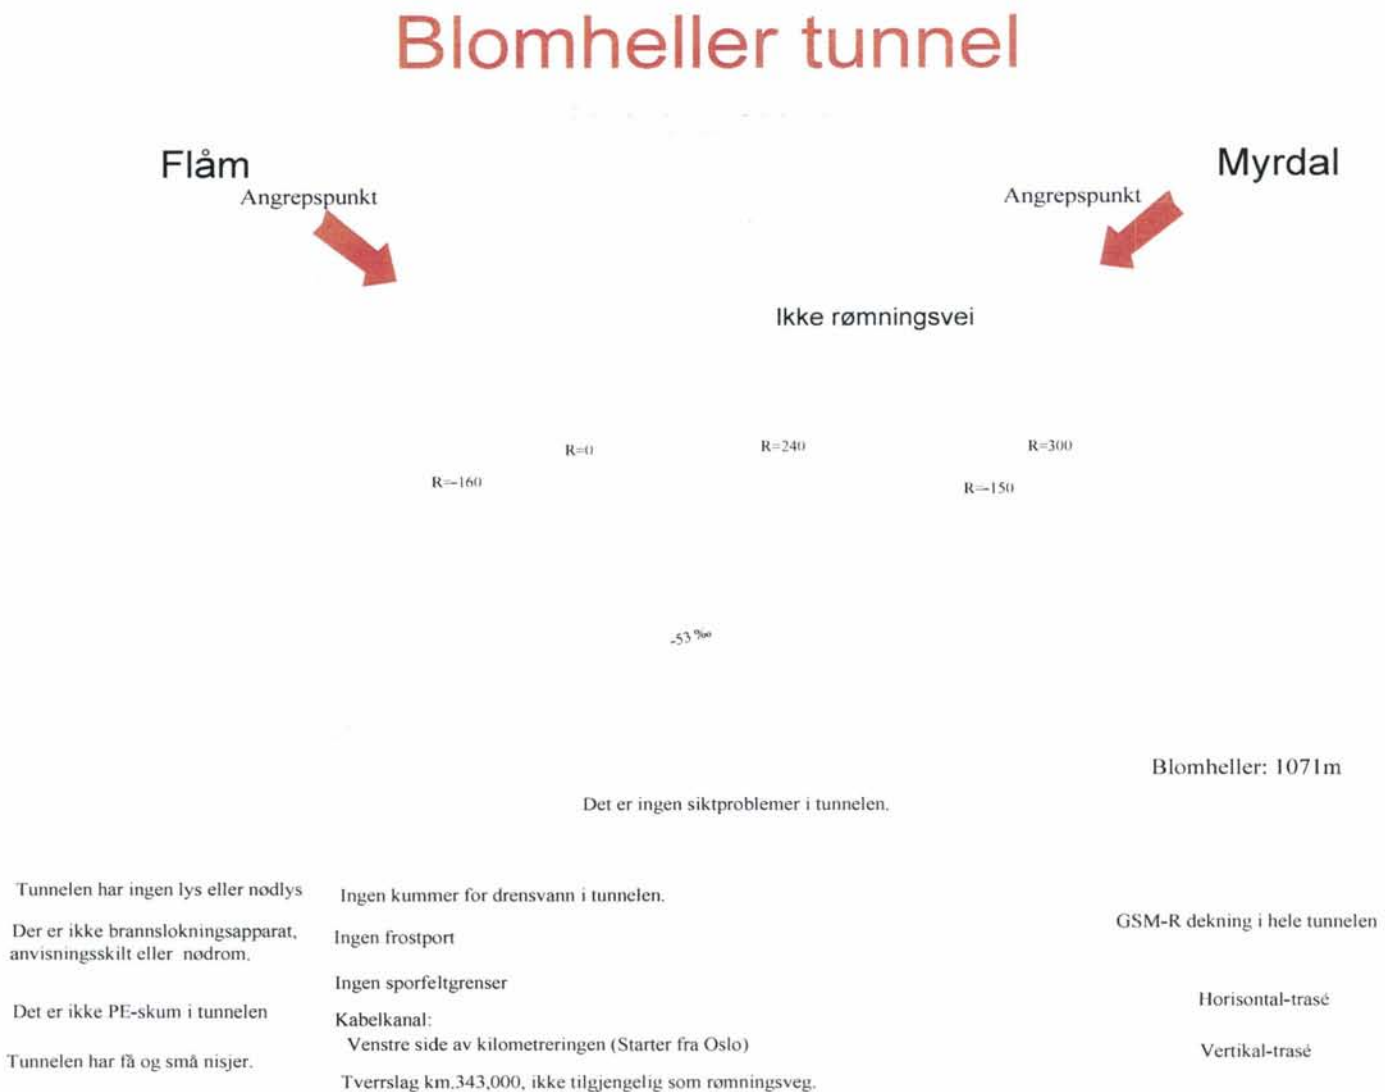 Blomheller tunnel
Flåm
Myrdal
Angrepspunkt
Angrepspunkt
Ikke rømningsvei
R=0
R=240
R=300
R=-160
R=-150
-53 ‰
Blomheller: 1071m
Det er ingen siktproblemer i tunnelen.
Tunnelen har ingen lys eller nødlys
Der er ikke brannslokningsapparat,
anvisningsskilt eller nødrom.
Det er ikke PE-skum i tunnelen
Tunnelen har få og små nisjer.
Ingen kummer for drensvann i tunnelen.
Ingen frostport
Ingen sporfeltgrenser
Kabelkanal:
Venstre side av kilometreringen (Starter fra Oslo)
Tverrslag km.343,000, ikke tilgjengelig som rømningsveg.
GSM-R dekning i hele tunnelen
Horisontal-trasé
Vertikal-trasé